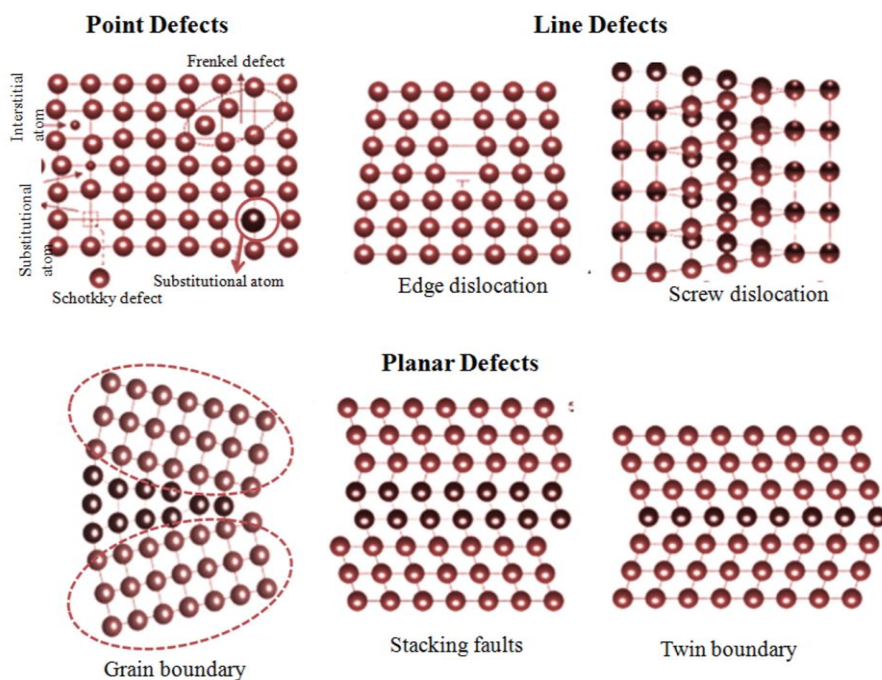 Point Defects
Line Defects
Frenkel defect
Interstitial
atom
Substitutional
atom
Substitutional atom
Schotkky defect
Edge dislocation
Screw dislocation
Planar Defects
Grain boundary
Stacking faults
Twin boundary